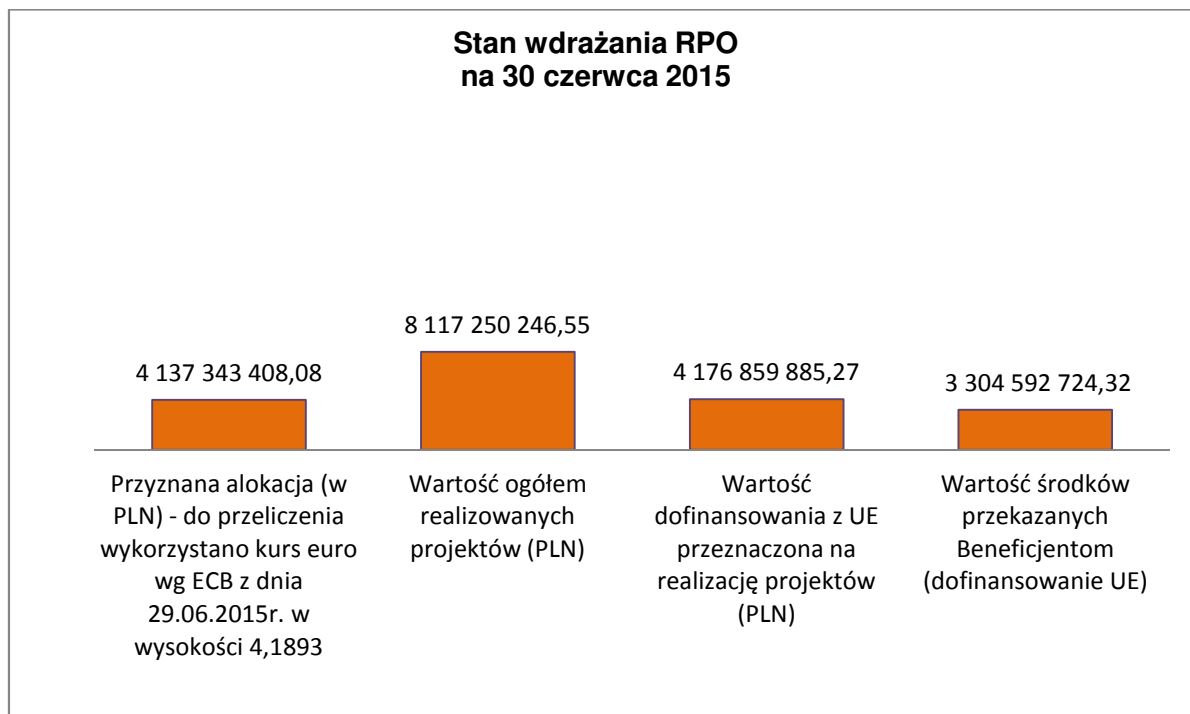 Stan wdrażania RPO
na 30 czerwca 2015
4 137 343 408,08
8 117 250 246,55
4 176 859 885,27
3 304 592 724,32
Przyznana alokacja (w
PLN) - do przeliczenia
wykorzystano kurs euro
wg ECB z dnia
29.06.2015r. w
wysokości 4,1893
Wartość ogółem
realizowanych
projektów (PLN)
Wartość
dofinansowania z UE
przeznaczona na
realizację projektów
(PLN)
Wartość środków
przekazanych
Beneficjentom
(dofinansowanie UE)